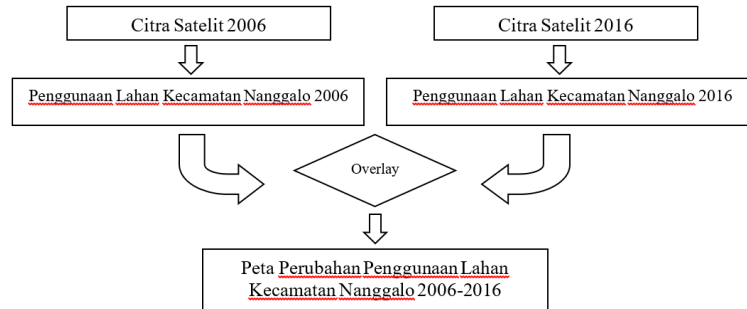 Citra Satelit 2006
Citra Satelit 2016
Penggunaan Lahan Kecamatan Nanggalo 2006
Penggunaan Lahan Kecamatan Nanggalo 2016
Overlay
Peta Perubahan Penggunaan Lahan
Kecamatan Nanggalo 2006-2016